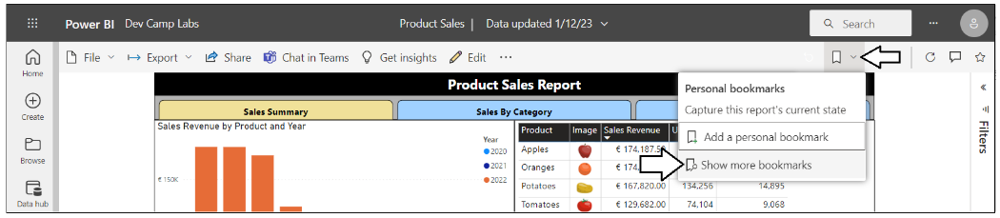 Power BI Dev Camp Labs Product Sales | Data updated 1/12/23 Search ...
Home
Create
Browse
Data hub
File Export Share Chat in Teams Get insights Edit ...
Personal bookmarks
Capture this report's current state
Add a personal bookmark
Show more bookmarks
Product Sales Report
Sales Summary Sales By Category
Sales Revenue by Product and Year
Year
2020
2021
2022
€ 150K
Product Image Sales Revenue U
Apples € 174,187.50
Oranges € 174,
Potatoes € 167,820.00 134,256 14,895
Tomatoes € 129,682.00 74,104 9,068
Filters